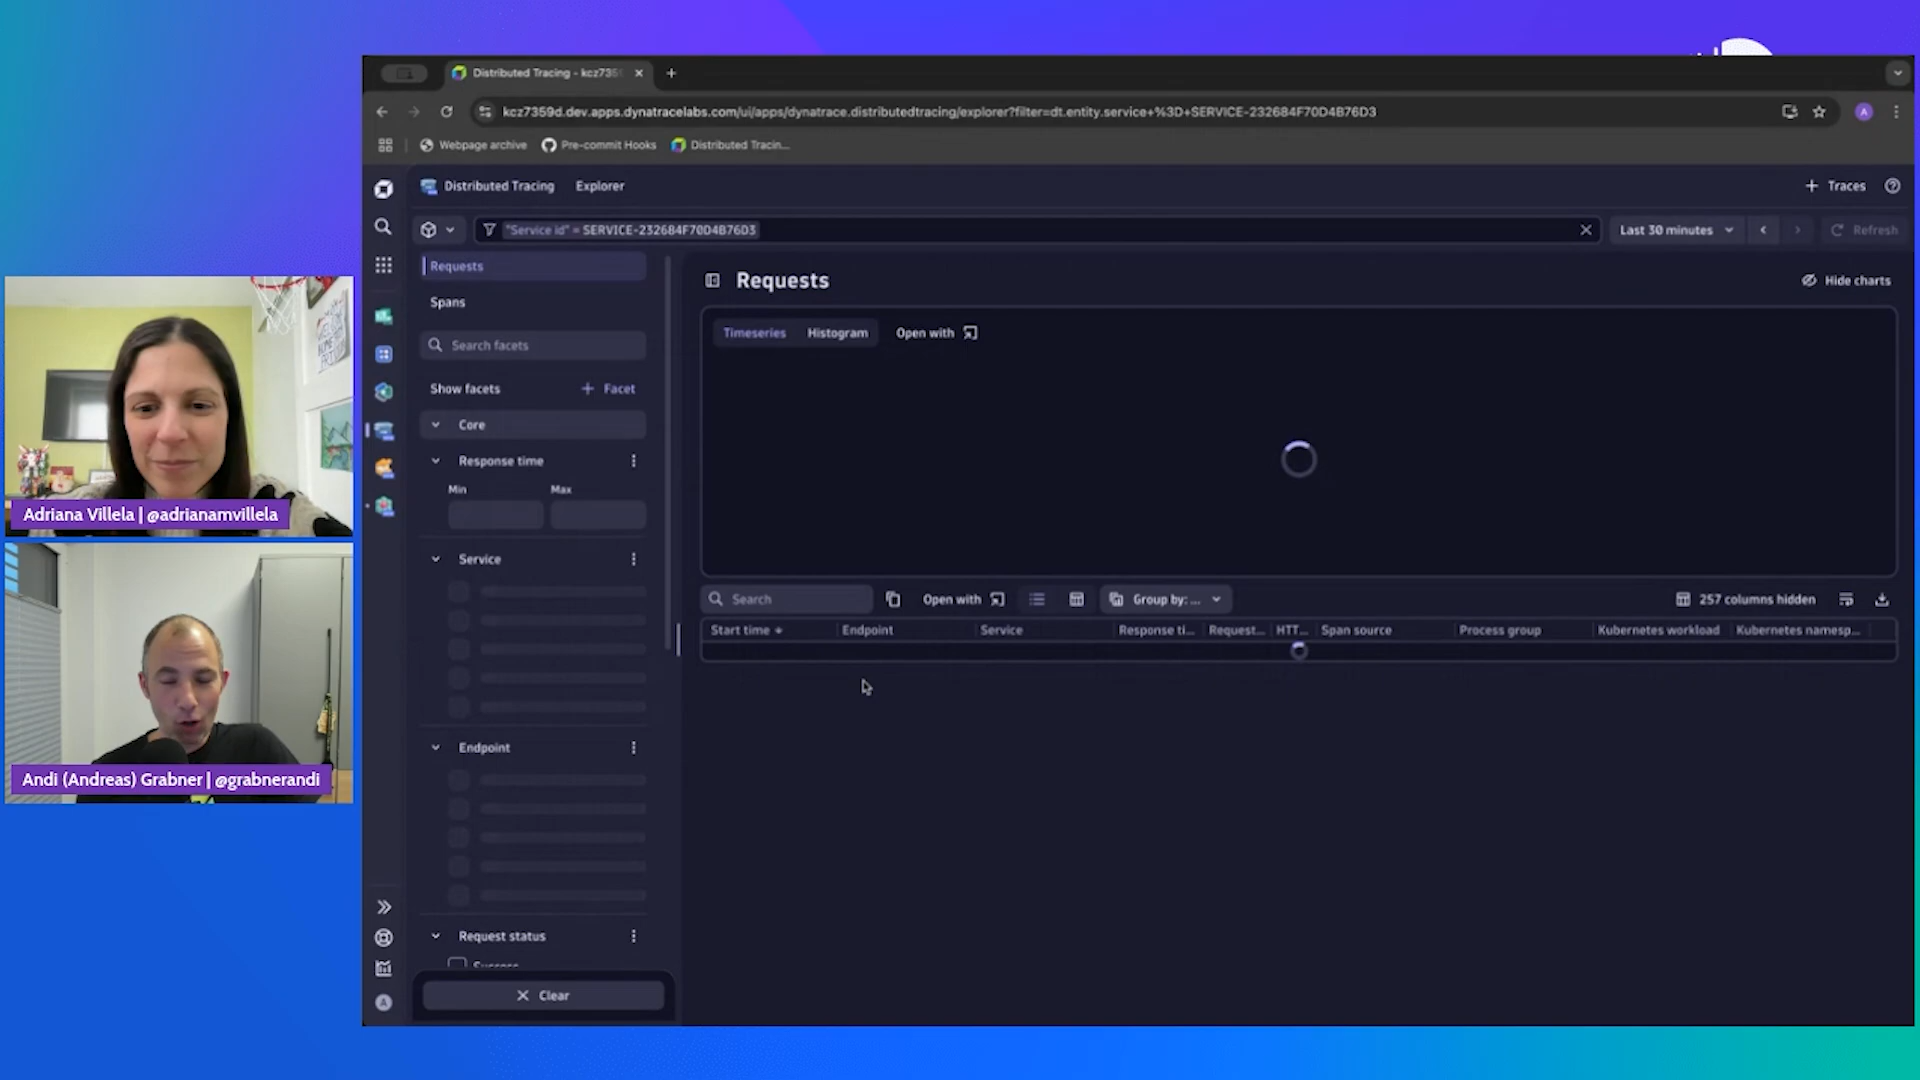 Distributed Tracing - kcz735
kcz7359d.dev.apps.dynatracelabs.com/ui/apps/dynatrace.distributedtracing/explorer?filter=dt.entity.service+%3D+SERVICE-232684F70D4B76D3
A
Webpage archive
Pre-commit Hooks
Distributed Tracin...
Distributed Tracing
Explorer
Traces
"Service id" = SERVICE-232684F70D4B76D3
Last 30 minutes
Refresh
Requests
Spans
Search facets
Show facets
Facet
Core
Response time
Min
Max
Service
Endpoint
Request status
Success
Clear
A
Requests
Hide charts
Timeseries
Histogram
Open with
Search
Open with
Group by: ...
257 columns hidden
Start time
Endpoint
Service
Response ti...
Request...
HTT...
Span source
Process group
Kubernetes workload
Kubernetes namesp...
Adriana Villela | @adrianamvillela
Andi (Andreas) Grabner | @grabnerandi